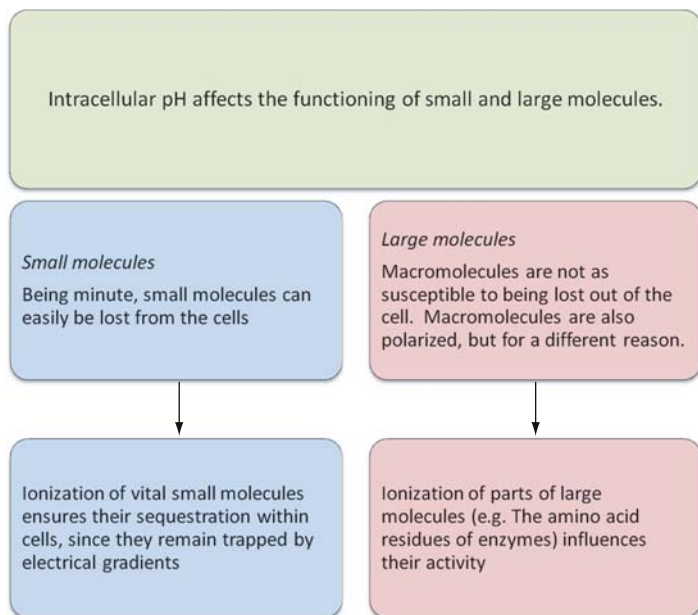 Intracellular pH affects the functioning of small and large molecules.
Small molecules
Being minute, small molecules can
easily be lost from the cells
Large molecules
Macromolecules are not as
susceptible to being lost out of the
cell.  Macromolecules are also
polarized, but for a different reason.
Ionization of vital small molecules
ensures their sequestration within
cells, since they remain trapped by
electrical gradients
Ionization of parts of large
molecules (e.g. The amino acid
residues of enzymes) influences
their activity